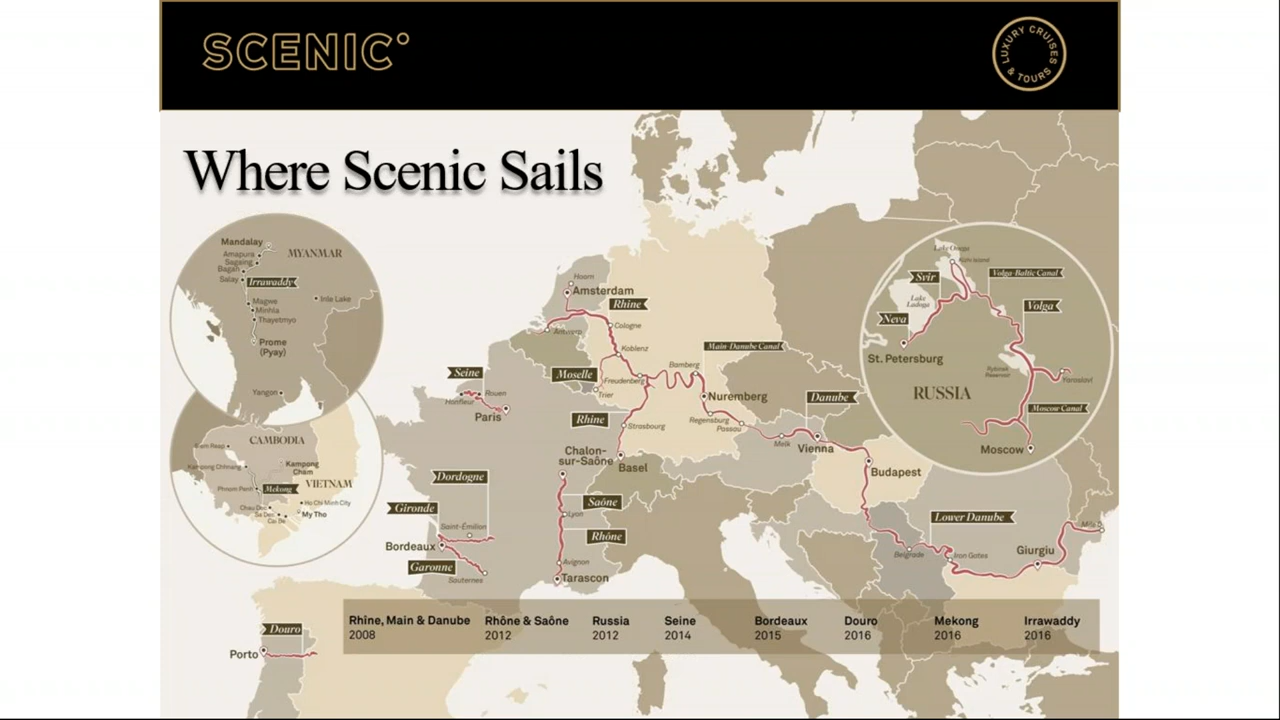 SCENIC°
LUXURY CRUISES
& TOURS
Where Scenic Sails
Mandalay
MYANMAR
Amapura
Sagaing
Bagan
Salay
Irrawaddy
Magwe
Inle Lake
Minhla
Thayetmyo
Prome
(Pyay)
Yangon
CAMBODIA
Siem Reap
Kampong Chhnang
Kampong
Cham
Phnom Penh
Mekong
VIETNAM
Chau Doc
Ho Chi Minh City
Sa Dec
My Tho
Cai Be
Hoorn
Amsterdam
Rhine
Antwerp
Cologne
Koblenz
Main-Danube Canal
Moselle
Freudenberg
Bamberg
Trier
Nuremberg
Seine
Rouen
Honfleur
Paris
Rhine
Strasbourg
Regensburg
Passau
Danube
Melk
Vienna
Chalon-
sur-Saône
Basel
Budapest
Dordogne
Gironde
Saône
Lyon
Saint-Émilion
Rhône
Bordeaux
Garonne
Avignon
Sauternes
Tarascon
Lower Danube
Belgrade
Iron Gates
Giurgiu
Lake Onega
Kizhi Island
Svir
Volga-Baltic Canal
Lake
Ladoga
Volga
Neva
St. Petersburg
Rybinsk
Reservoir
Yaroslavl
RUSSIA
Moscow Canal
Moscow
Douro
Porto
Rhine, Main & Danube
2008
Rhône & Saône
2012
Russia
2012
Seine
2014
Bordeaux
2015
Douro
2016
Mekong
2016
Irrawaddy
2016